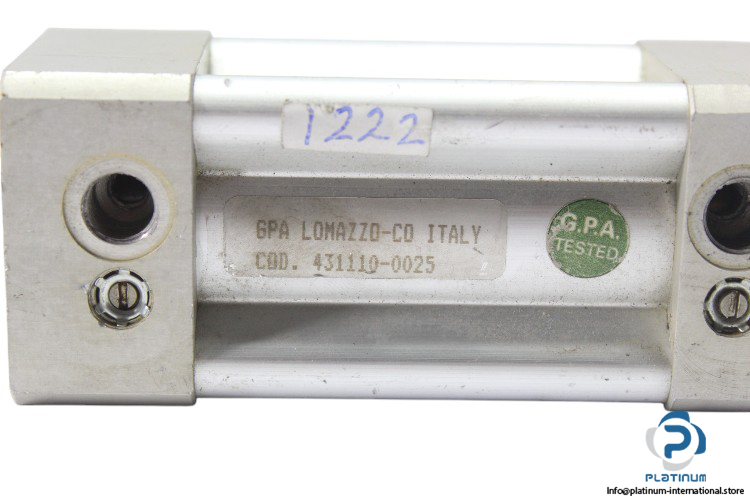 1222
GPA LOMAZZO-CO ITALY
COD. 431110-0025
G.P.A.
TESTED
PLATINUM
Info@platinum-international.store